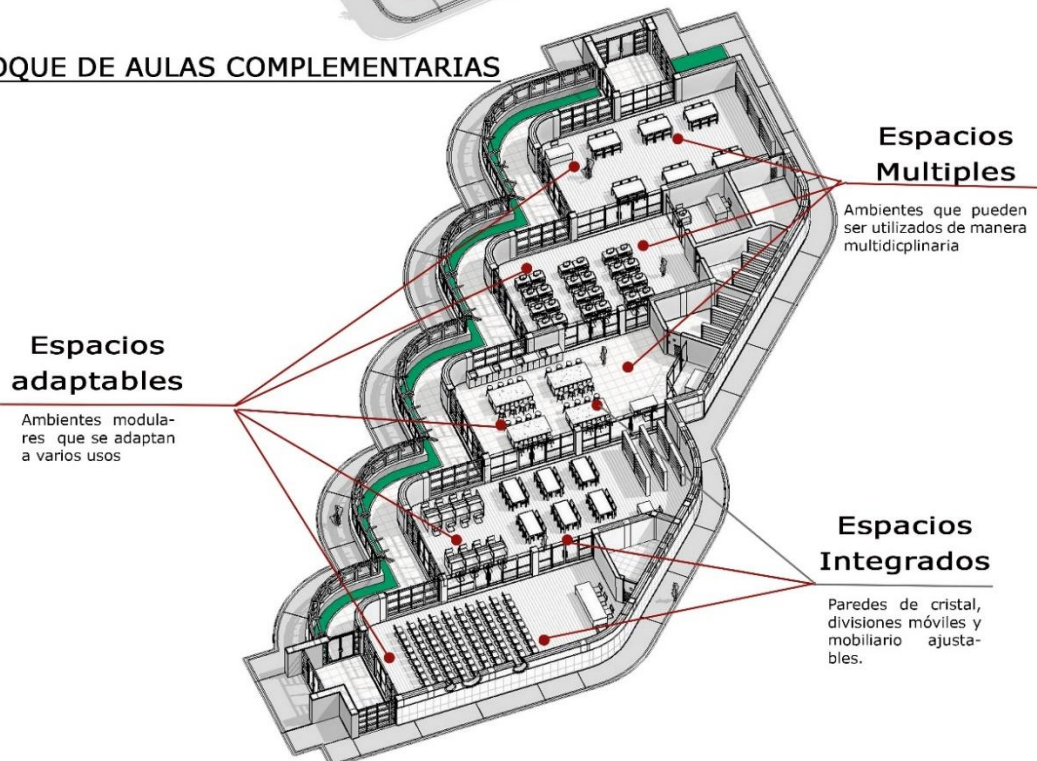 OQUE DE AULAS COMPLEMENTARIAS
Espacios
Multiples
Ambientes que pueden
ser utilizados de manera
multidicplinaria
Espacios
adaptables
Ambientes modula-
res que se adaptan
a varios usos
Espacios
Integrados
Paredes de cristal,
divisiones móviles y
mobiliario ajusta-
bles.